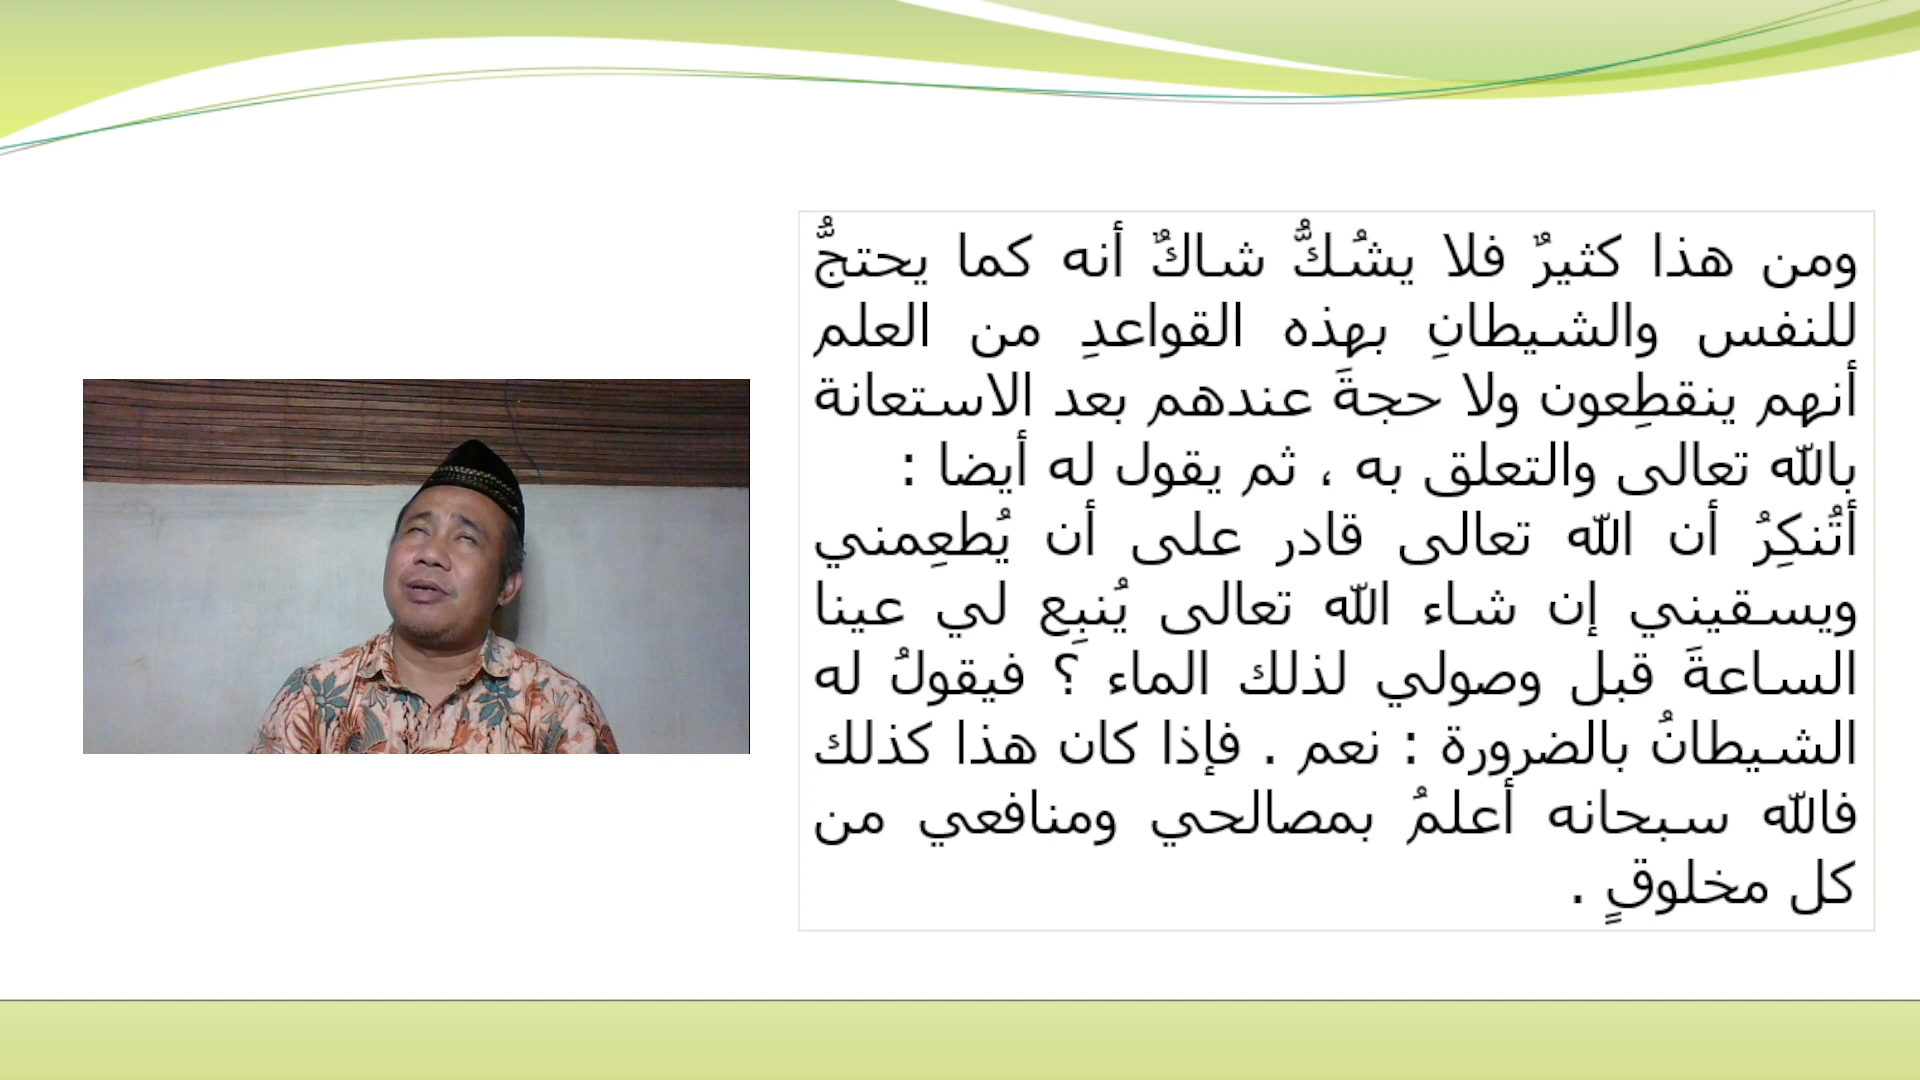 ومن هذا كثيرٌ فلا يشُكُّ شاكٌ أنه كما يحتجُّ
للنفس والشيطانِ بهذه القواعدِ من العلم
أنهم ينقطِعون ولا حجةَ عندهم بعد الاستعانة
بالله تعالى والتعلق به ، ثم يقول له أيضا :
أتُنكِرُ أن الله تعالى قادر على أن يُطعِمني
ويسقيني إن شاء الله تعالى يُنبِع لي عينا
الساعةَ قبل وصولي لذلك الماء ؟ فيقولُ له
الشيطانُ بالضرورة : نعم . فإذا كان هذا كذلك
فالله سبحانه أعلمُ بمصالحي ومنافعي من
كل مخلوقٍ .